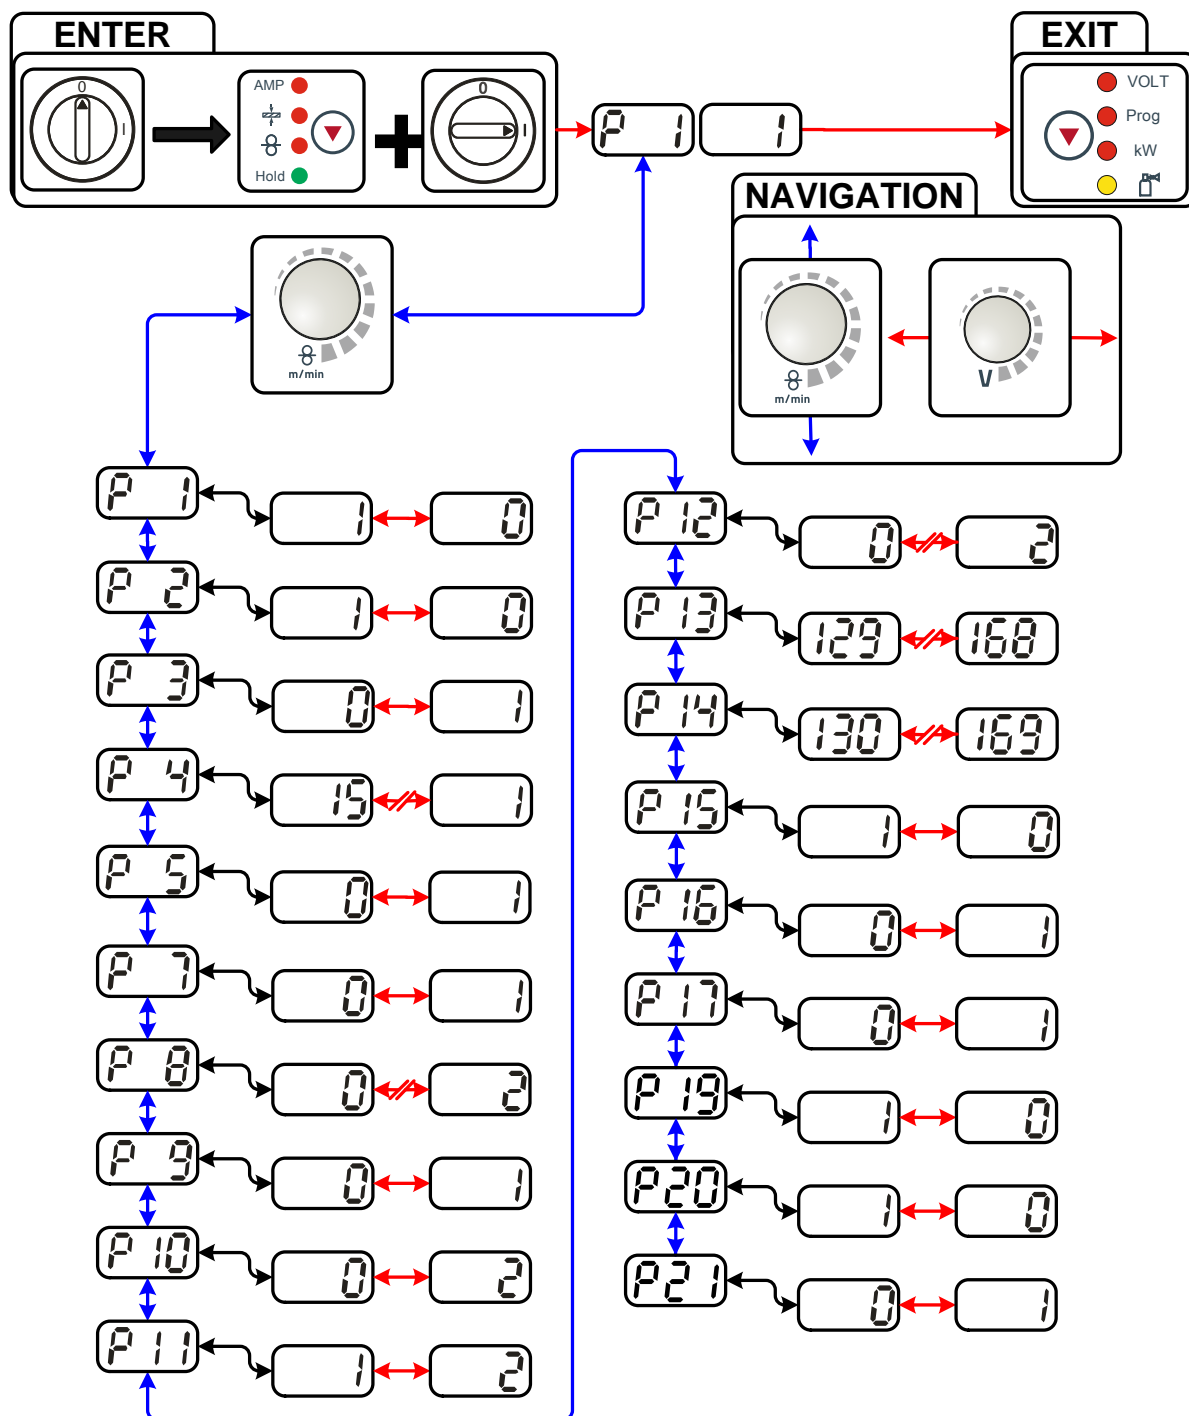 ENTER
EXIT
0
I
AMP
Hold
0
I
P 1 1
VOLT
Prog
kW
NAVIGATION
m/min
m/min
V
P 1 1 0
P 2 1 0
P 3 0 1
P 4 15 1
P 5 0 1
P 7 0 1
P 8 0 2
P 9 0 1
P 10 0 2
P 11 1 2
P 12 0 2
P 13 129 168
P 14 130 169
P 15 1 0
P 16 0 1
P 17 0 1
P 19 1 0
P20 1 0
P21 0 1